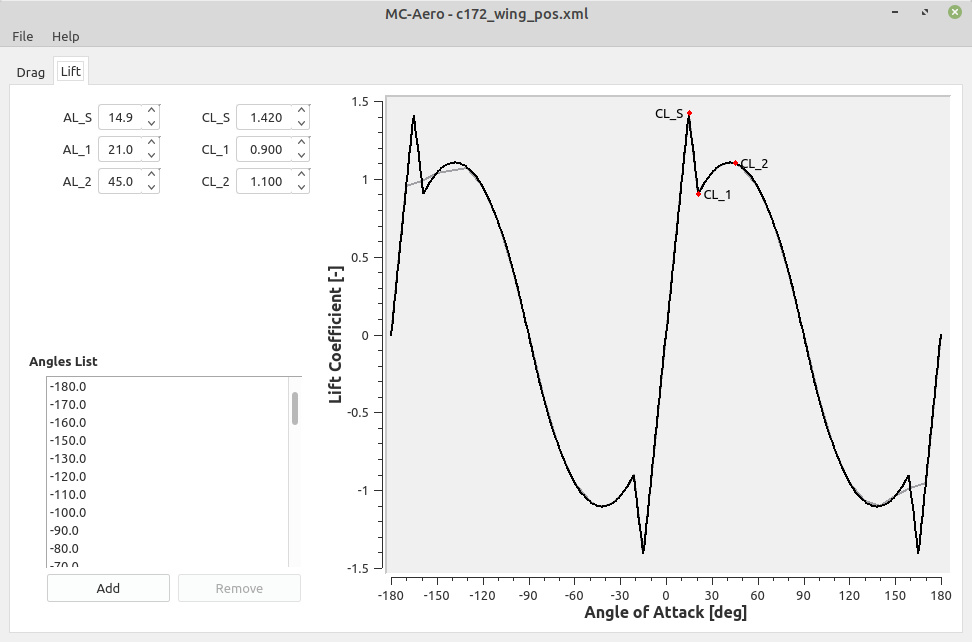 MC-Aero - c172_wing_pos.xml
File Help
Drag Lift
AL_S 14.9 CL_S 1.420
AL_1 21.0 CL_1 0.900
AL_2 45.0 CL_2 1.100
Angles List
-180.0
-170.0
-160.0
-150.0
-140.0
-130.0
-120.0
-110.0
-100.0
-90.0
-80.0
-70.0
Add Remove
Lift Coefficient [-]
1.5
1
0.5
0
-0.5
-1
-1.5
CL_S
CL_2
CL_1
-180 -150 -120 -90 -60 -30 0 30 60 90 120 150 180
Angle of Attack [deg]